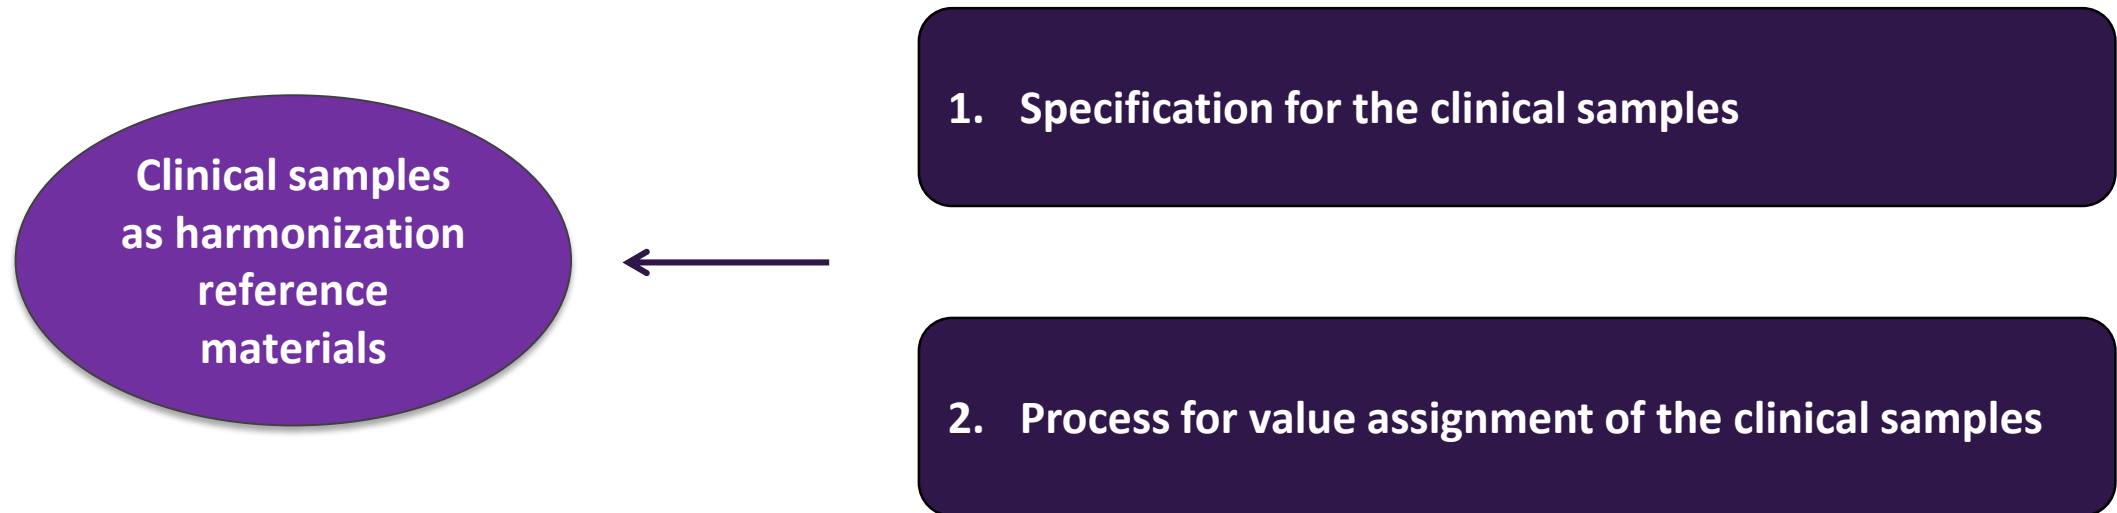 Clinical samples
as harmonization
reference
materials
1. Specification for the clinical samples
2. Process for value assignment of the clinical samples